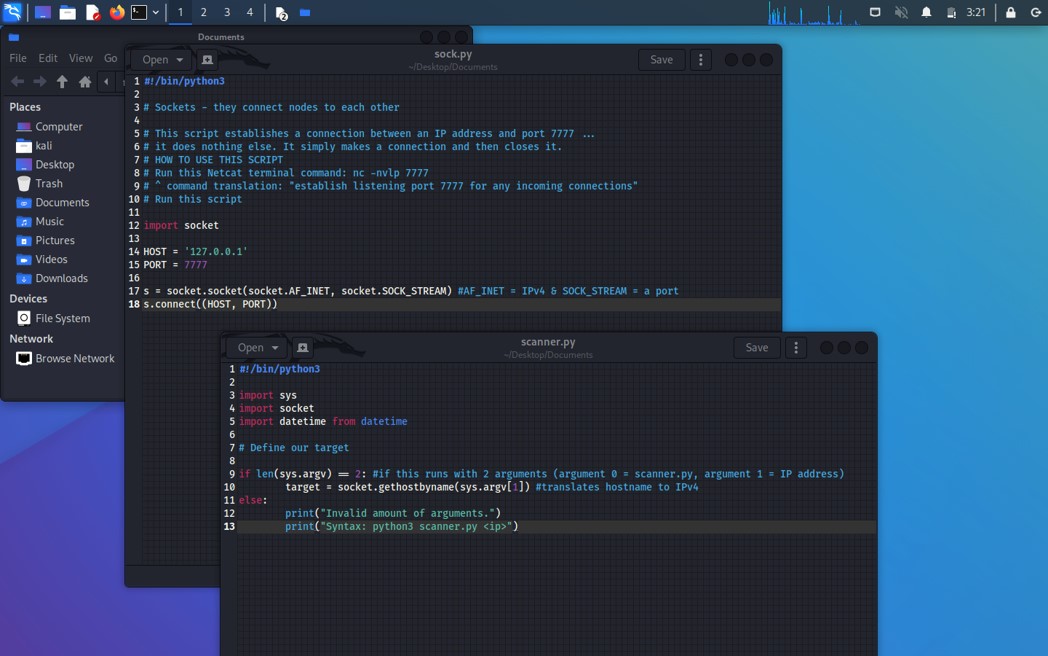 1 2 3 4 2 3:21
Documents
File Edit View Go
Places
Computer
kali
Desktop
Trash
Documents
Music
Pictures
Videos
Downloads
Devices
File System
Network
Browse Network
Open sock.py Save
~/Desktop/Documents
1 #!/bin/python3
2
3 # Sockets - they connect nodes to each other
4
5 # This script establishes a connection between an IP address and port 7777 ...
6 # it does nothing else. It simply makes a connection and then closes it.
7 # HOW TO USE THIS SCRIPT
8 # Run this Netcat terminal command: nc -nvlp 7777
9 # ^ command translation: "establish listening port 7777 for any incoming connections"
10 # Run this script
11
12 import socket
13
14 HOST = '127.0.0.1'
15 PORT = 7777
16
17 s = socket.socket(socket.AF_INET, socket.SOCK_STREAM) #AF_INET = IPv4 & SOCK_STREAM = a port
18 s.connect((HOST, PORT))
Open scanner.py Save
~/Desktop/Documents
1 #!/bin/python3
2
3 import sys
4 import socket
5 import datetime from datetime
6
7 # Define our target
8
9 if len(sys.argv) == 2: #if this runs with 2 arguments (argument 0 = scanner.py, argument 1 = IP address)
10 target = socket.gethostbyname(sys.argv[1]) #translates hostname to IPv4
11 else:
12 print("Invalid amount of arguments.")
13 print("Syntax: python3 scanner.py <ip>")